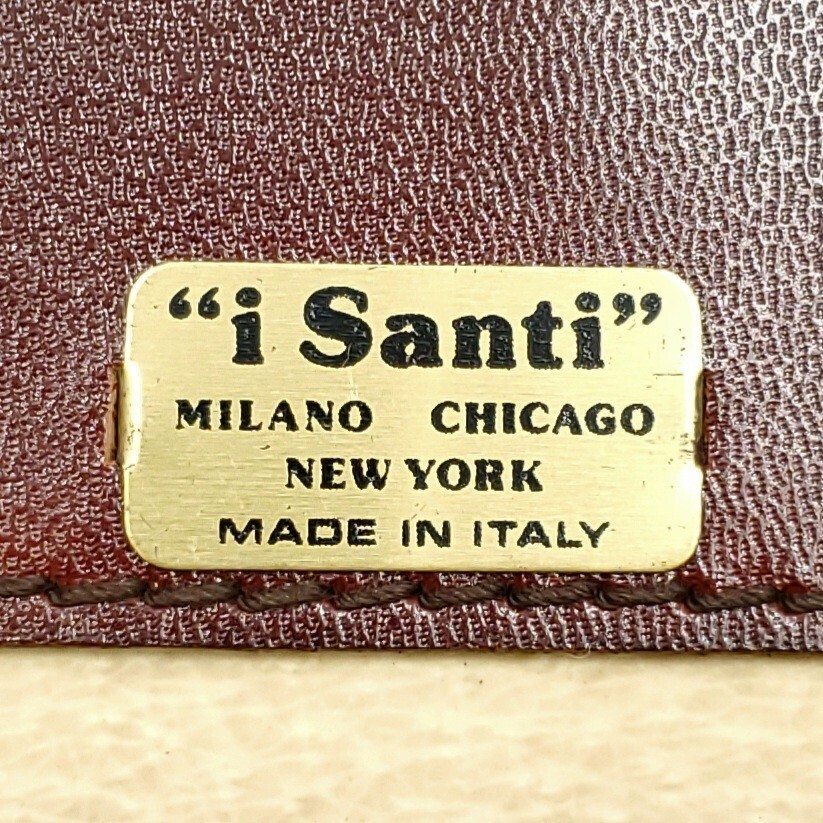 “i Santi”
MILANO CHICAGO
NEW YORK
MADE IN ITALY